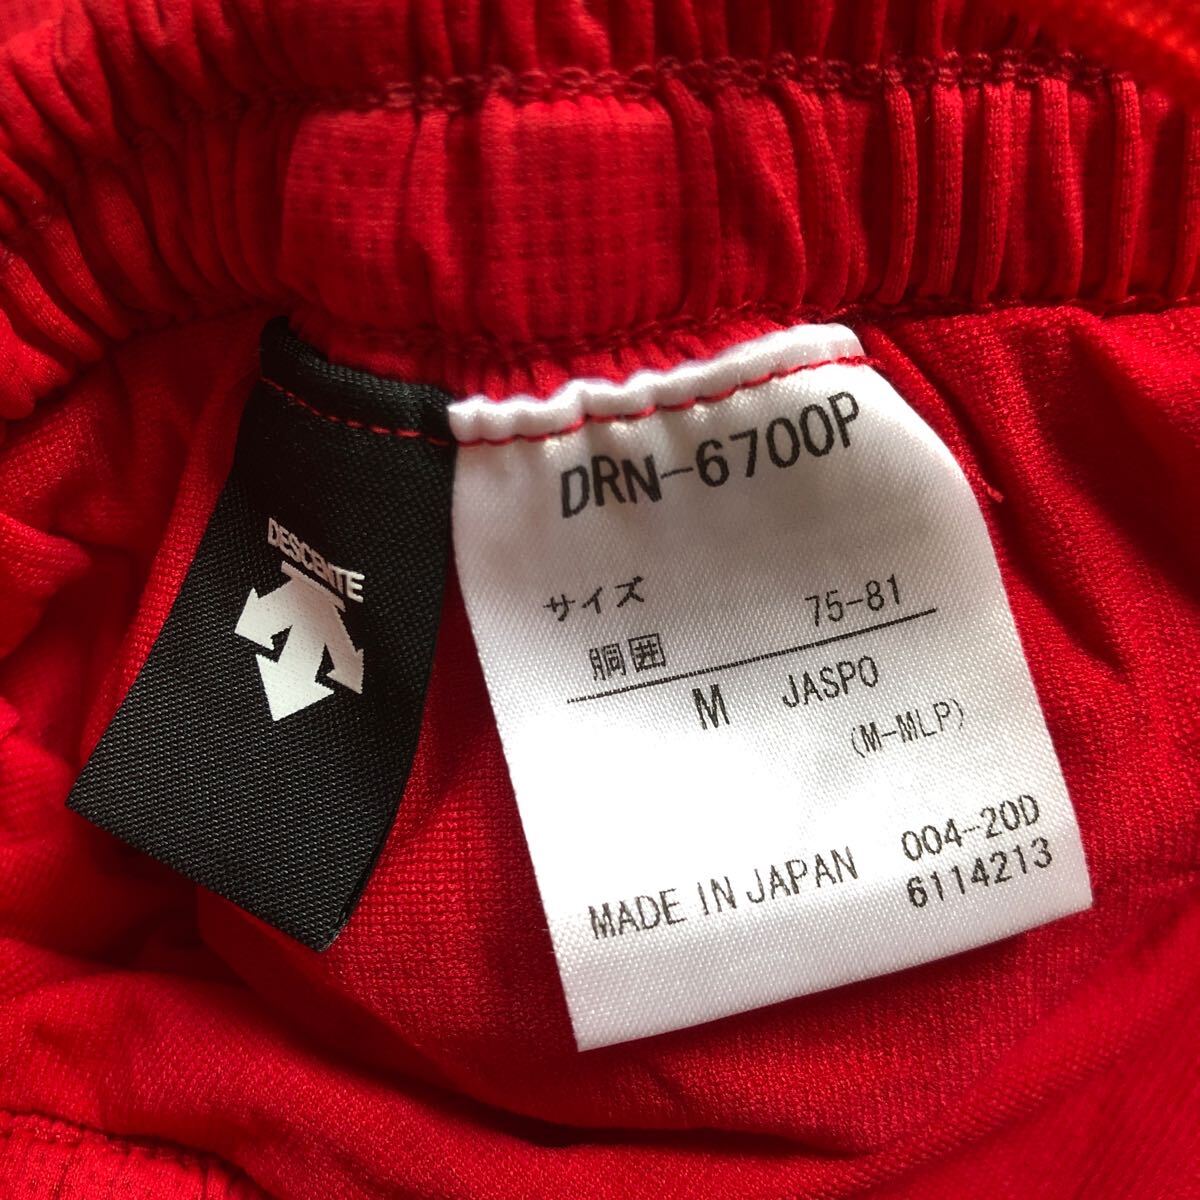 DESCENTE
DRN-6700P
サイズ
胴囲 75-81
M JASPO
(M-MLP)
004-20D
MADE IN JAPAN 6114213